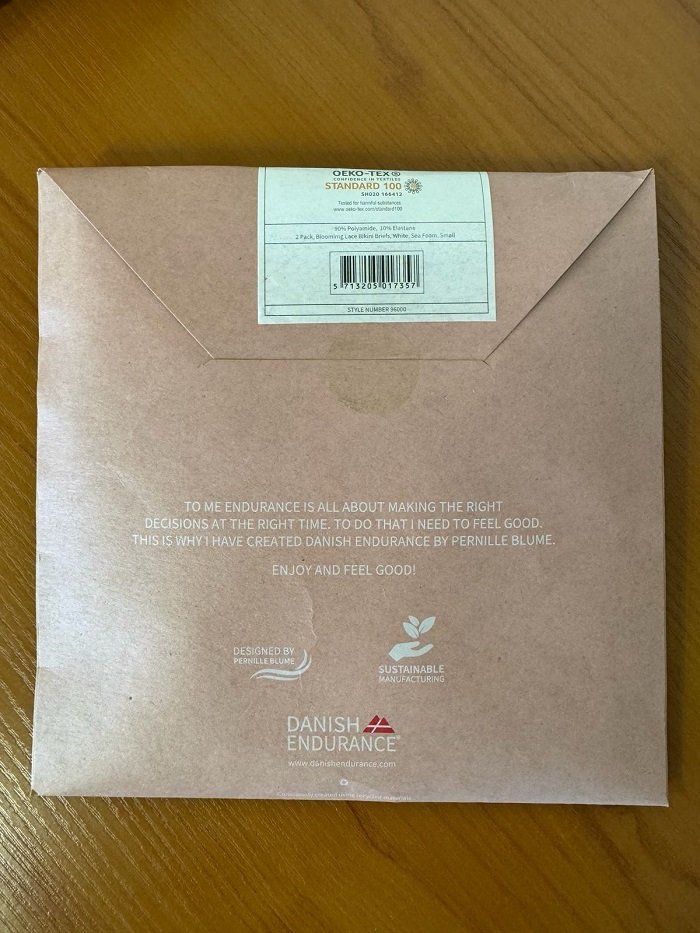 OEKO-TEX®
CONFIDENCE IN TEXTILES
STANDARD 100
SH020 166412
Tested for harmful substances.
www.oeko-tex.com/standard100
90% Polyamide, 10% Elastane
2 Pack, Blooming Lace Bikini Briefs, White, Sea Foam, Small
5 713205 017357
STYLE NUMBER 96000
TO ME ENDURANCE IS ALL ABOUT MAKING THE RIGHT
DECISIONS AT THE RIGHT TIME. TO DO THAT I NEED TO FEEL GOOD.
THIS IS WHY I HAVE CREATED DANISH ENDURANCE BY PERNILLE BLUME.
ENJOY AND FEEL GOOD!
DESIGNED BY
PERNILLE BLUME
SUSTAINABLE
MANUFACTURING
DANISH
ENDURANCE®
www.danishendurance.com